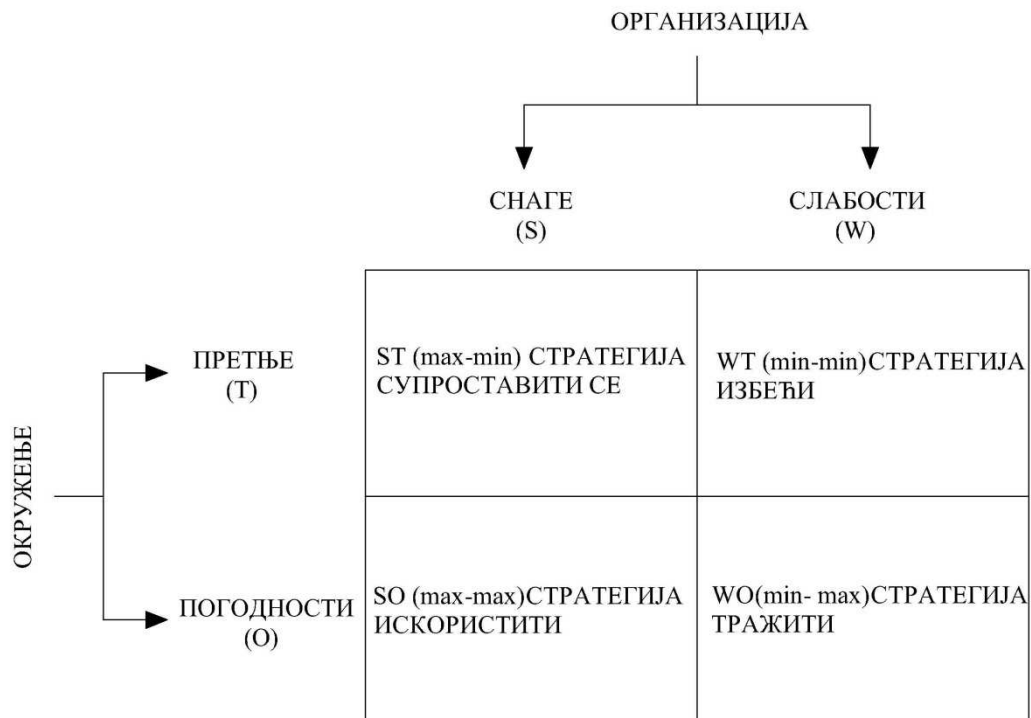 ОРГАНИЗАЦИЈА
СНАГЕ
(S)
СЛАБОСТИ
(W)
ОКРУЖЕЊЕ
ПРЕТЊЕ
(T)
ST (max-min) СТРАТЕГИЈА
СУПРОСТАВИТИ СЕ
WT (min-min)СТРАТЕГИЈА
ИЗБЕЋИ
ПОГОДНОСТИ
(O)
SO (max-max)СТРАТЕГИЈА
ИСКОРИСТИТИ
WO(min- max)СТРАТЕГИЈА
ТРАЖИТИ